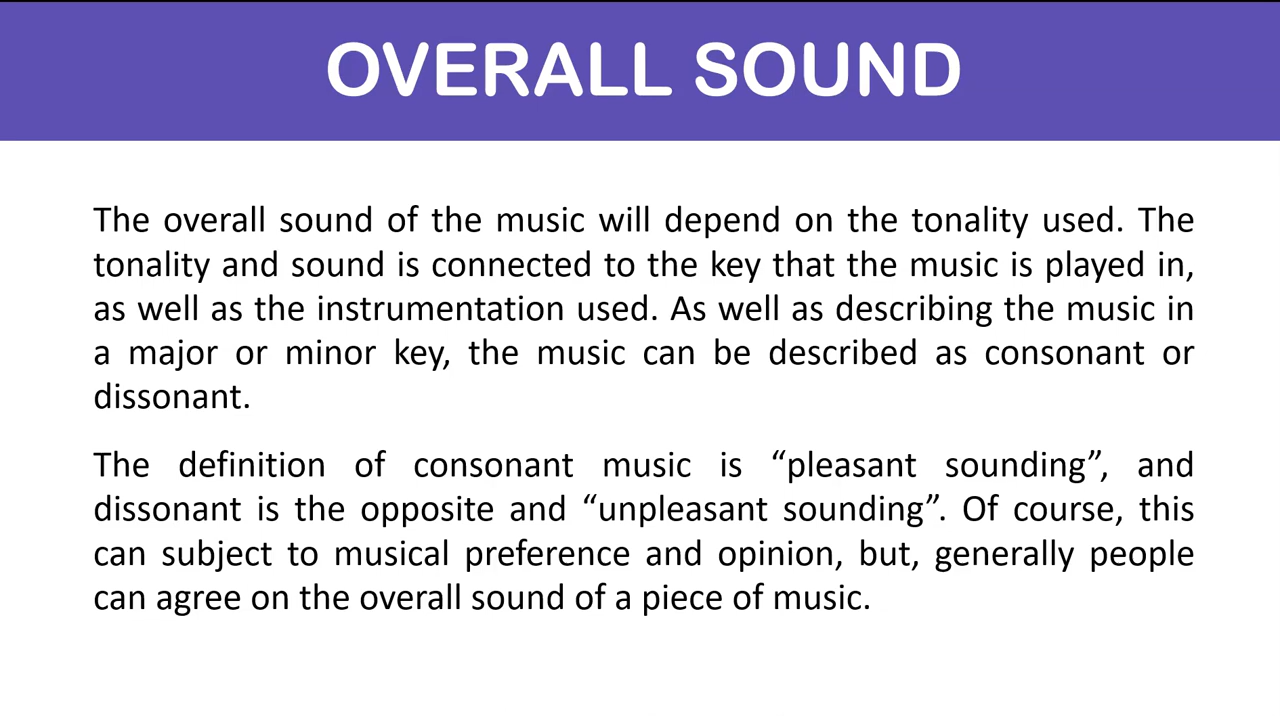 OVERALL SOUND
The overall sound of the music will depend on the tonality used. The
tonality and sound is connected to the key that the music is played in,
as well as the instrumentation used. As well as describing the music in
a major or minor key, the music can be described as consonant or
dissonant.
The definition of consonant music is “pleasant sounding”, and
dissonant is the opposite and “unpleasant sounding”. Of course, this
can subject to musical preference and opinion, but, generally people
can agree on the overall sound of a piece of music.